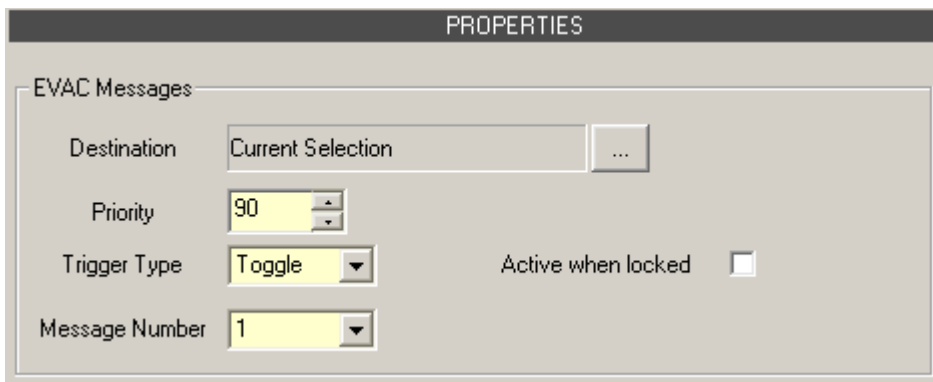 PROPERTIES
EVAC Messages
Destination Current Selection ...
Priority 90
Trigger Type Toggle Active when locked
Message Number 1